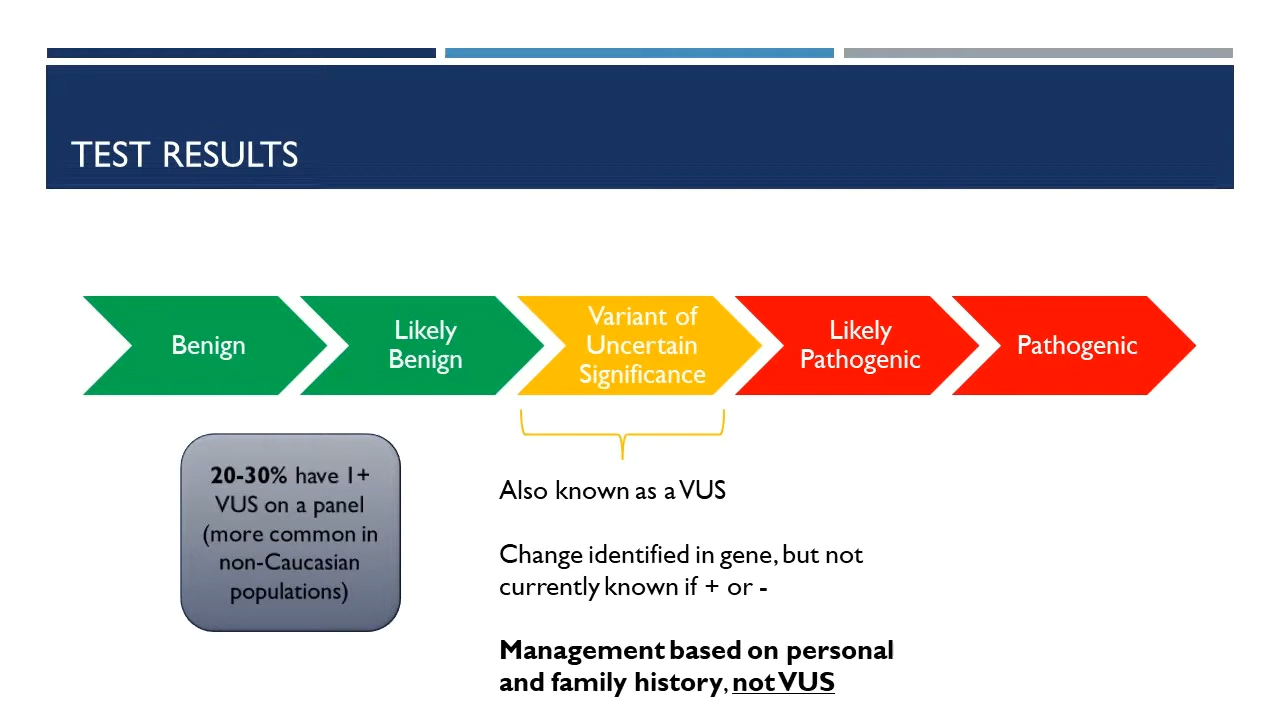 TEST RESULTS
Benign
Likely
Benign
Variant of
Uncertain
Significance
Likely
Pathogenic
Pathogenic
20-30% have 1+
VUS on a panel
(more common in
non-Caucasian
populations)
Also known as a VUS
Change identified in gene, but not
currently known if + or -
Management based on personal
and family history, not VUS